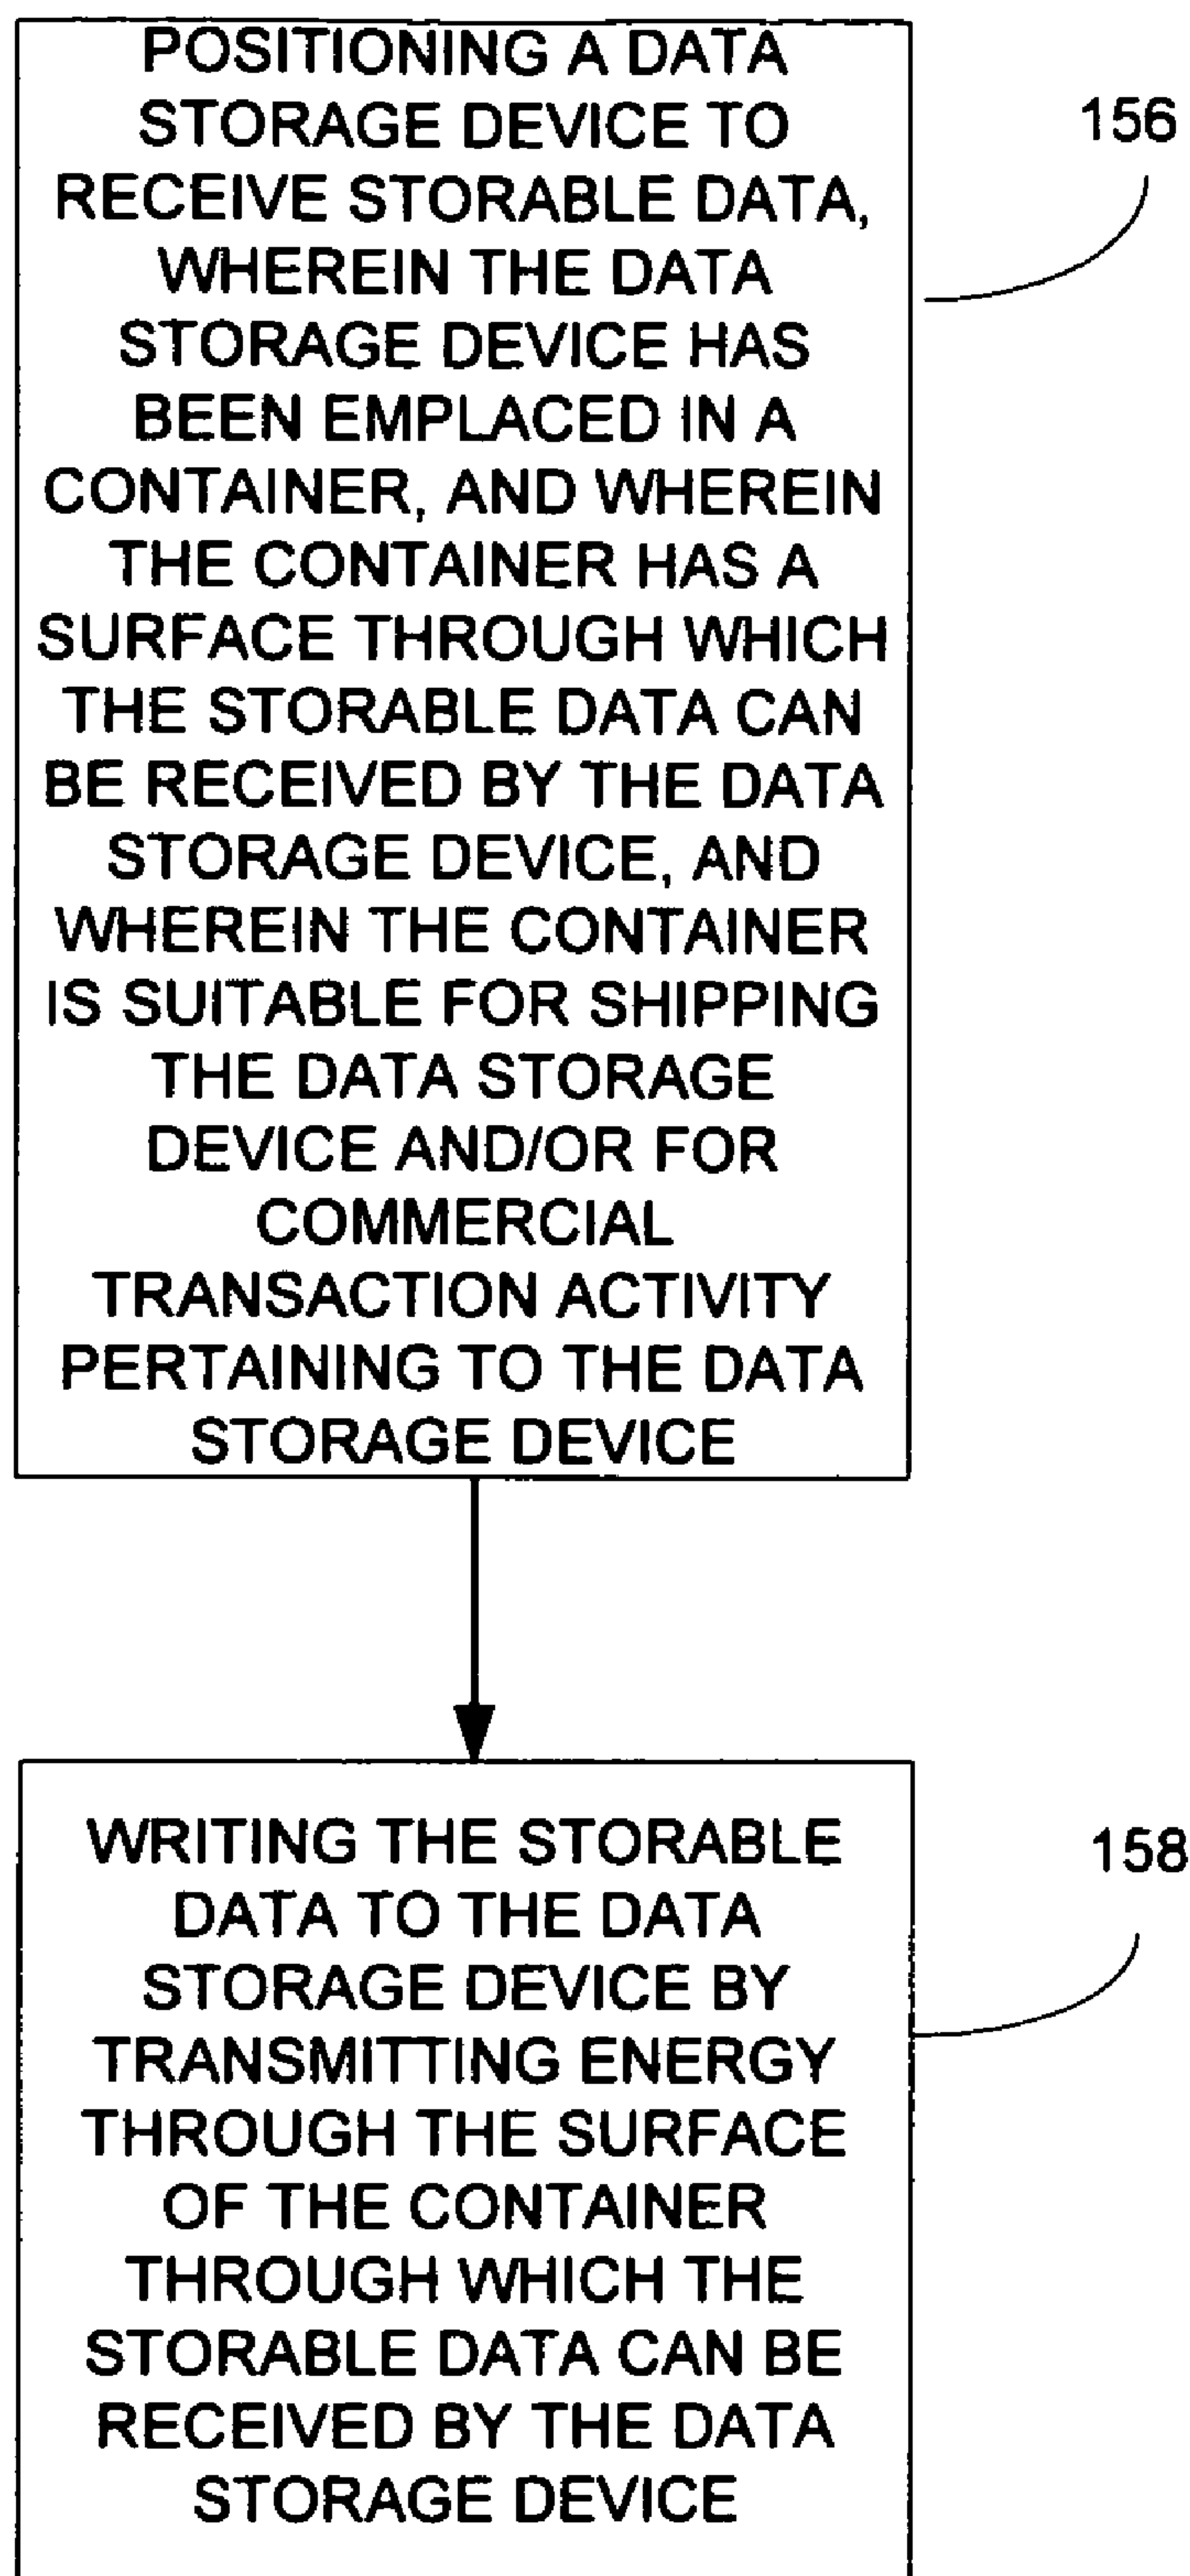 POSITIONING A DATA
STORAGE DEVICE TO
RECEIVE STORABLE DATA,
WHEREIN THE DATA
STORAGE DEVICE HAS
BEEN EMPLACED IN A
CONTAINER, AND WHEREIN
THE CONTAINER HAS A
SURFACE THROUGH WHICH
THE STORABLE DATA CAN
BE RECEIVED BY THE DATA
STORAGE DEVICE, AND
WHEREIN THE CONTAINER
IS SUITABLE FOR SHIPPING
THE DATA STORAGE
DEVICE AND/OR FOR
COMMERCIAL
TRANSACTION ACTIVITY
PERTAINING TO THE DATA
STORAGE DEVICE
156
WRITING THE STORABLE
DATA TO THE DATA
STORAGE DEVICE BY
TRANSMITTING ENERGY
THROUGH THE SURFACE
OF THE CONTAINER
THROUGH WHICH THE
STORABLE DATA CAN BE
RECEIVED BY THE DATA
STORAGE DEVICE
158